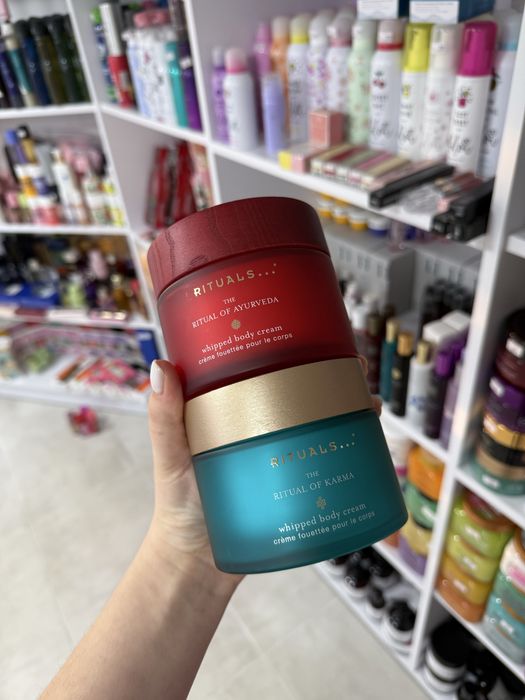 RITUALS...
THE
RITUAL OF AYURVEDA
whipped body cream
crème fouettée pour le corps
RITUALS...
THE
RITUAL OF KARMA
whipped body cream
crème fouettée pour le corps